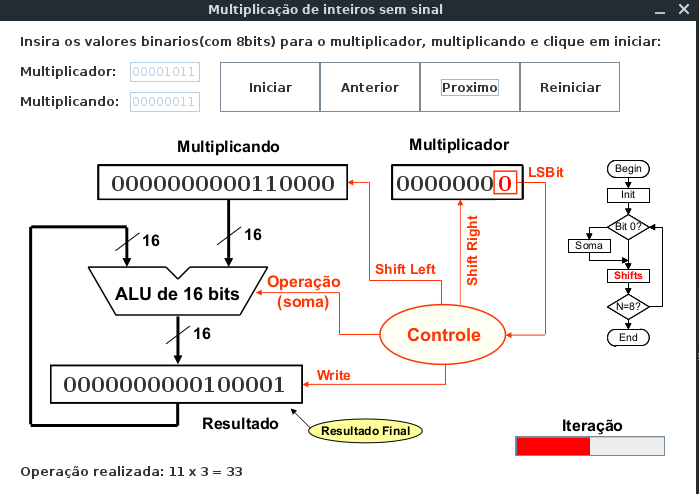 Multiplicação de inteiros sem sinal
Insira os valores binarios(com 8bits) para o multiplicador, multiplicando e clique em iniciar:
Multiplicador: 00001011
Multiplicando: 00000011
Iniciar Anterior Proximo Reiniciar
Multiplicando
0000000000110000
Multiplicador
00000000
LSBit
16
16
Shift Left
Shift Right
ALU de 16 bits
Operação
(soma)
Controle
16
Write
0000000000100001
Resultado
Resultado Final
Begin
Init
Bit 0?
Soma
Shifts
N=8?
End
Iteração
Operação realizada: 11 x 3 = 33